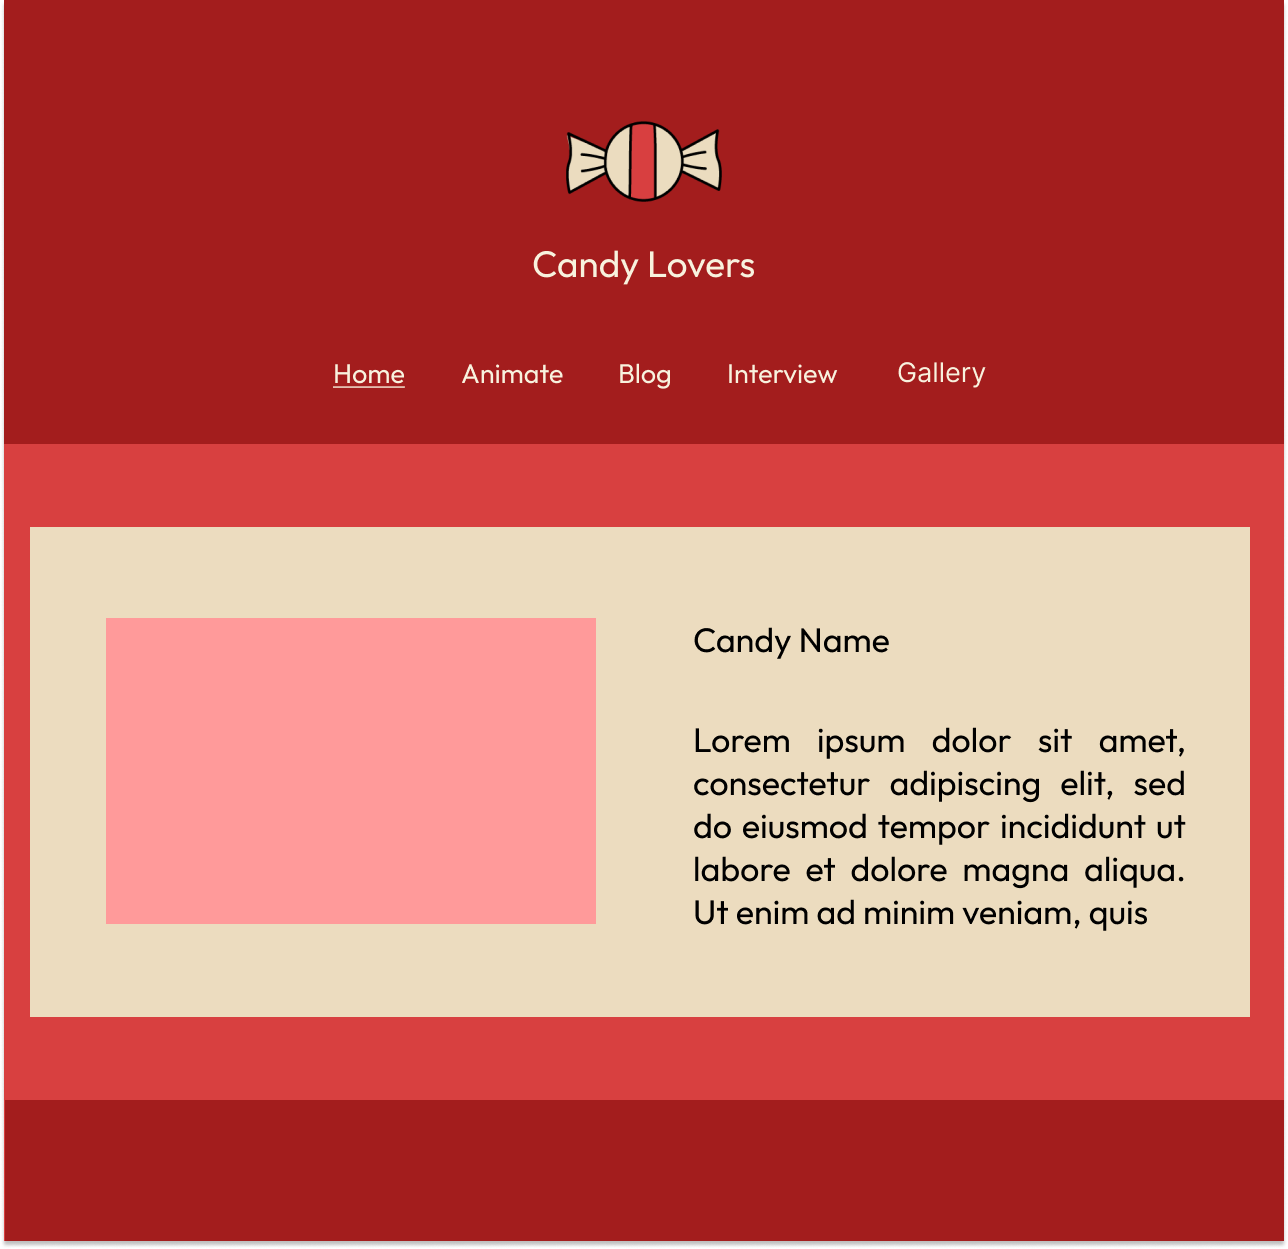 Candy Lovers
Home Animate Blog Interview Gallery
Candy Name
Lorem ipsum dolor sit amet,
consectetur adipiscing elit, sed
do eiusmod tempor incididunt ut
labore et dolore magna aliqua.
Ut enim ad minim veniam, quis